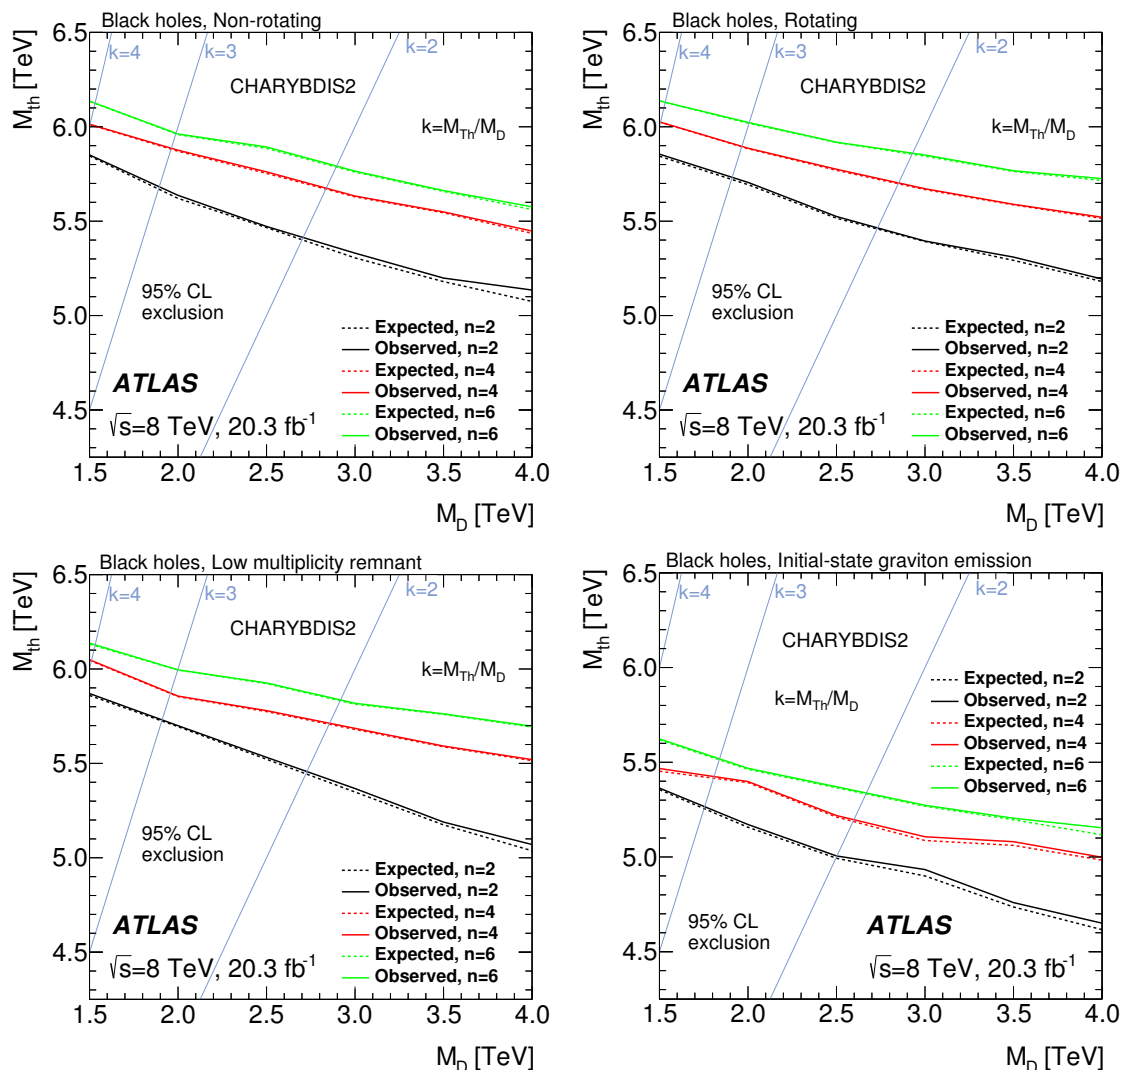 Black holes, Non-rotating
M_th [TeV]
6.5
6.0
5.5
5.0
4.5
k=4
k=3
k=2
CHARYBDIS2
k=M_Th/M_D
95% CL
exclusion
Expected, n=2
Observed, n=2
Expected, n=4
Observed, n=4
Expected, n=6
Observed, n=6
ATLAS
√s=8 TeV, 20.3 fb⁻¹
1.5 2.0 2.5 3.0 3.5 4.0
M_D [TeV]
Black holes, Rotating
M_th [TeV]
6.5
6.0
5.5
5.0
4.5
k=4
k=3
k=2
CHARYBDIS2
k=M_Th/M_D
95% CL
exclusion
Expected, n=2
Observed, n=2
Expected, n=4
Observed, n=4
Expected, n=6
Observed, n=6
ATLAS
√s=8 TeV, 20.3 fb⁻¹
1.5 2.0 2.5 3.0 3.5 4.0
M_D [TeV]
Black holes, Low multiplicity remnant
M_th [TeV]
6.5
6.0
5.5
5.0
4.5
k=4
k=3
k=2
CHARYBDIS2
k=M_Th/M_D
95% CL
exclusion
Expected, n=2
Observed, n=2
Expected, n=4
Observed, n=4
Expected, n=6
Observed, n=6
ATLAS
√s=8 TeV, 20.3 fb⁻¹
1.5 2.0 2.5 3.0 3.5 4.0
M_D [TeV]
Black holes, Initial-state graviton emission
M_th [TeV]
6.5
6.0
5.5
5.0
4.5
k=4
k=3
k=2
CHARYBDIS2
k=M_Th/M_D
Expected, n=2
Observed, n=2
Expected, n=4
Observed, n=4
Expected, n=6
Observed, n=6
95% CL
exclusion
ATLAS
√s=8 TeV, 20.3 fb⁻¹
1.5 2.0 2.5 3.0 3.5 4.0
M_D [TeV]